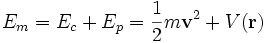 E_m = E_c + E_p = \frac{1}{2} m\mathbf{v}^2 + V(\mathbf{r})